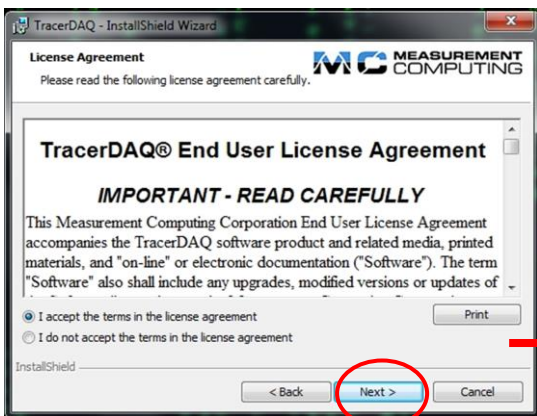 TracerDAQ - InstallShield Wizard
License Agreement
Please read the following license agreement carefully.
MEASUREMENT
COMPUTING
TracerDAQ® End User License Agreement
IMPORTANT - READ CAREFULLY
This Measurement Computing Corporation End User License Agreement
accompanies the TracerDAQ software product and related media, printed
materials, and "on-line" or electronic documentation ("Software"). The term
"Software" also shall include any upgrades, modified versions or updates of
I accept the terms in the license agreement
Print
I do not accept the terms in the license agreement
InstallShield
< Back
Next >
Cancel